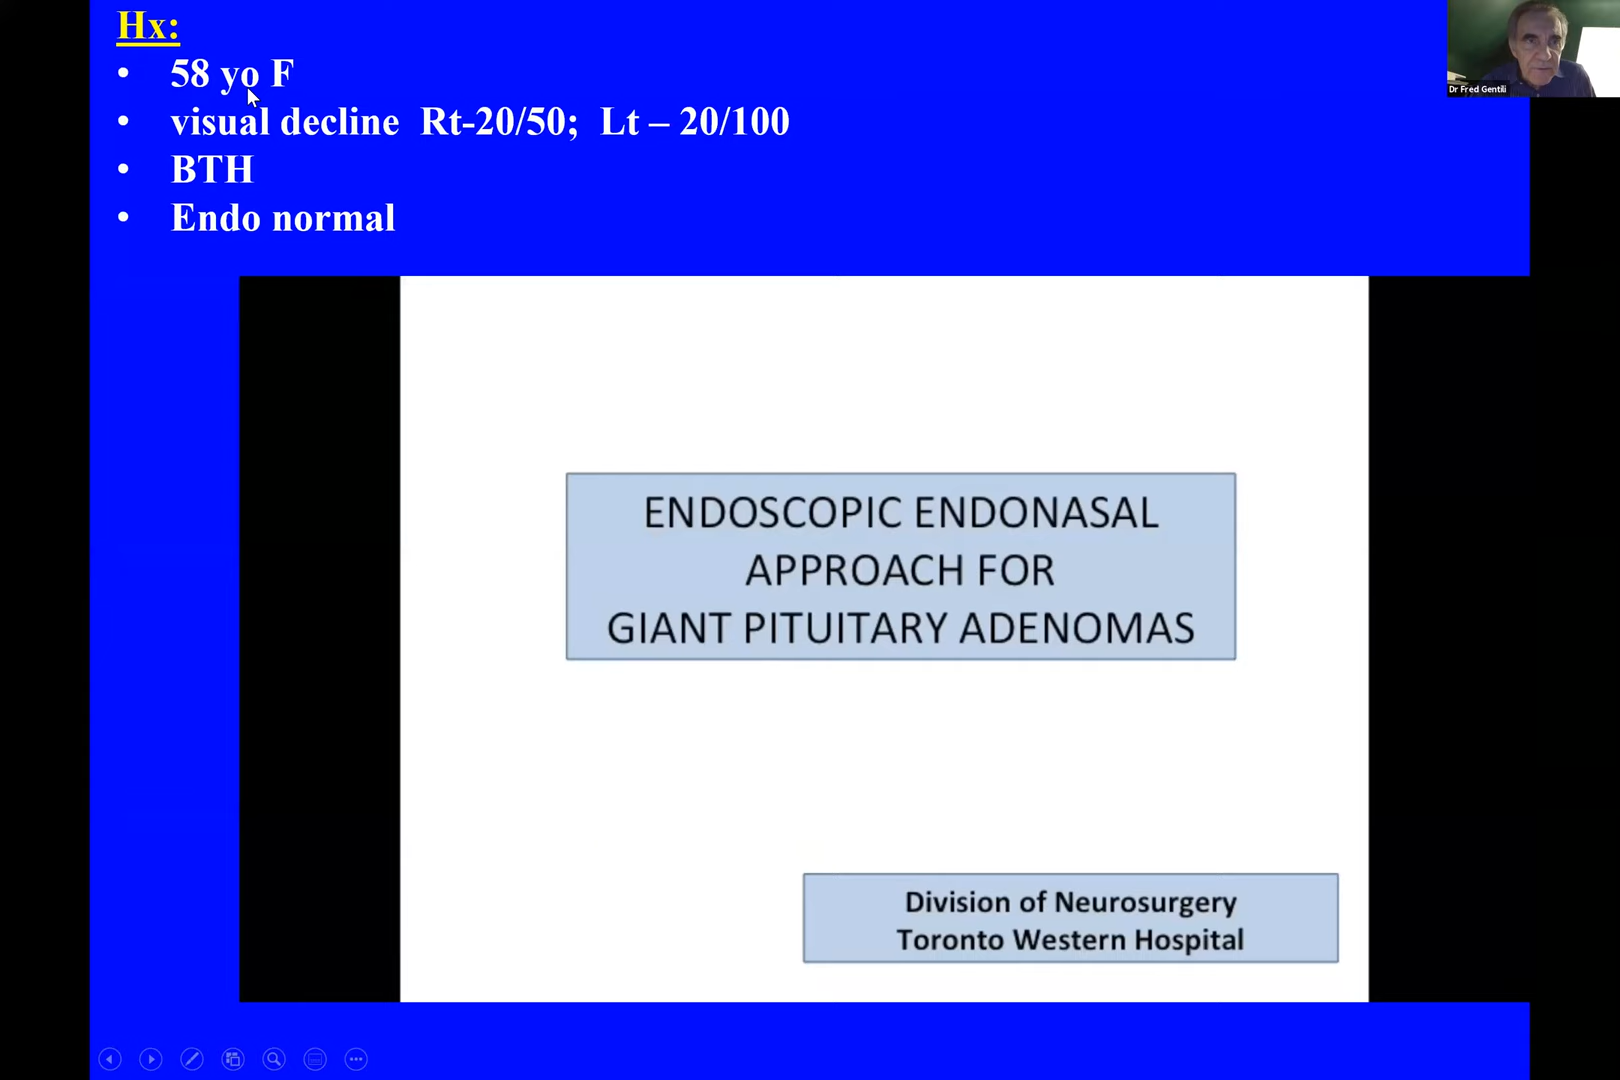 Hx:
• 58 yo F
• visual decline Rt-20/50; Lt – 20/100
• BTH
• Endo normal
Dr Fred Gentili
ENDOSCOPIC ENDONASAL
APPROACH FOR
GIANT PITUITARY ADENOMAS
Division of Neurosurgery
Toronto Western Hospital